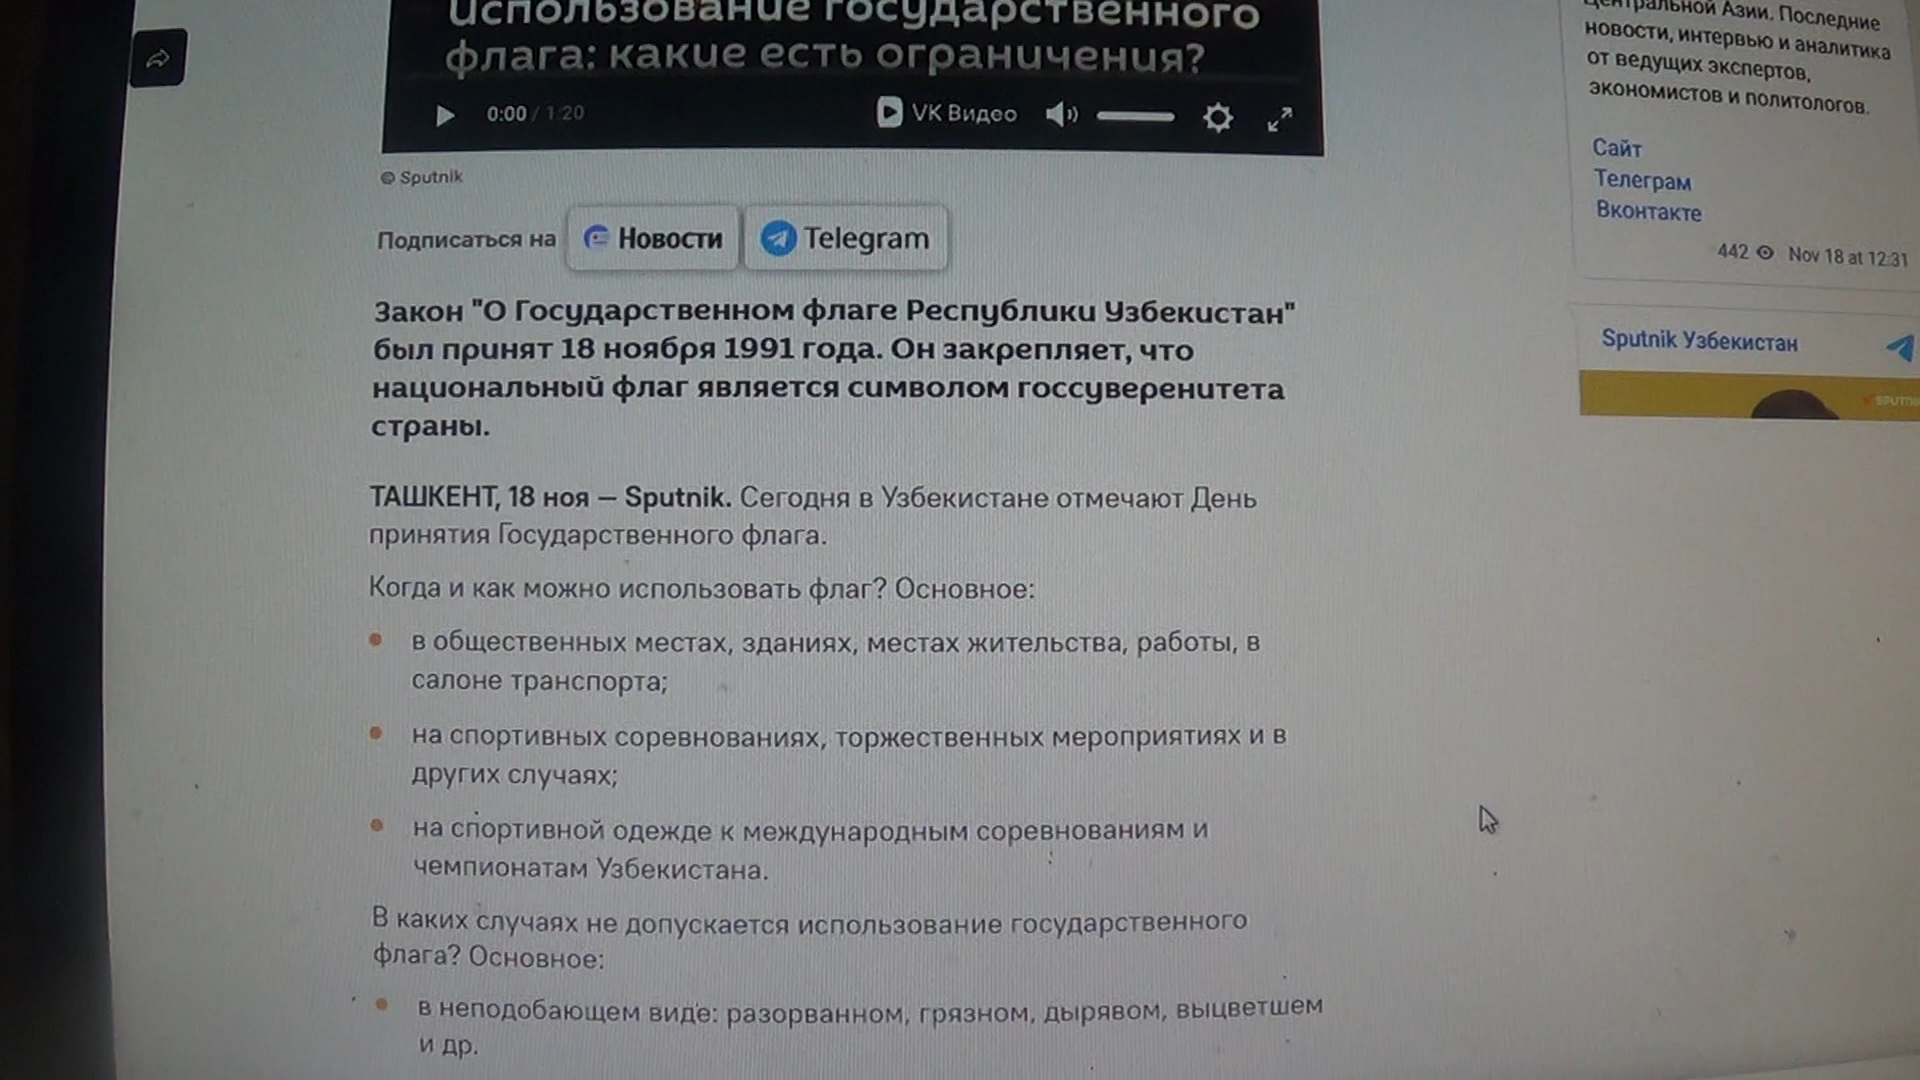 использование государственного
флага: какие есть ограничения?
0:00 / 1:20
VK Видео
© Sputnik
Подписаться на
Новости
Telegram
Закон "О Государственном флаге Республики Узбекистан"
был принят 18 ноября 1991 года. Он закрепляет, что
национальный флаг является символом госсуверенитета
страны.
ТАШКЕНТ, 18 ноя — Sputnik. Сегодня в Узбекистане отмечают День
принятия Государственного флага.
Когда и как можно использовать флаг? Основное:
в общественных местах, зданиях, местах жительства, работы, в
салоне транспорта;
на спортивных соревнованиях, торжественных мероприятиях и в
других случаях;
на спортивной одежде к международным соревнованиям и
чемпионатам Узбекистана.
В каких случаях не допускается использование государственного
флага? Основное:
в неподобающем виде: разорванном, грязном, дырявом, выцветшем
и др.
Центральной Азии. Последние
новости, интервью и аналитика
от ведущих экспертов,
экономистов и политологов.
Сайт
Телеграм
Вконтакте
442 Nov 18 at 12:31
Sputnik Узбекистан